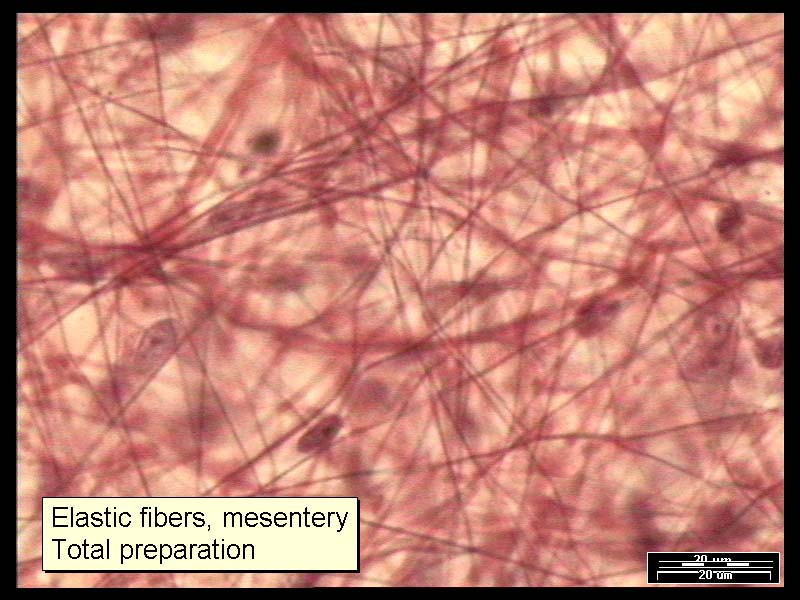 Elastic fibers, mesentery
Total preparation
20 um
20 um